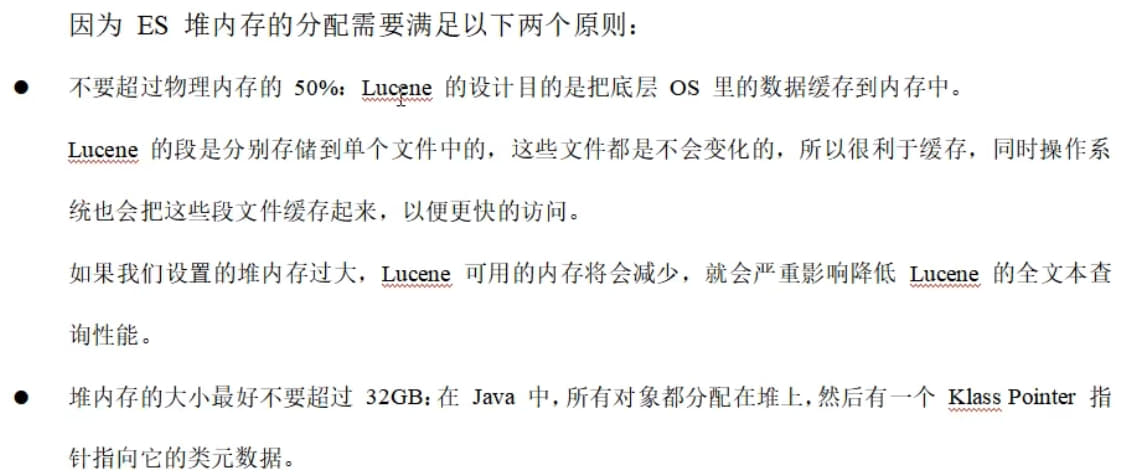 因为 ES 堆内存的分配需要满足以下两个原则：
● 不要超过物理内存的 50%：Lucene 的设计目的是把底层 OS 里的数据缓存到内存中。
Lucene 的段是分别存储到单个文件中的，这些文件都是不会变化的，所以很利于缓存，同时操作系
统也会把这些段文件缓存起来，以便更快的访问。
如果我们设置的堆内存过大，Lucene 可用的内存将会减少，就会严重影响降低 Lucene 的全文本查
询性能。
● 堆内存的大小最好不要超过 32GB：在 Java 中，所有对象都分配在堆上，然后有一个 Klass Pointer 指
针指向它的类元数据。